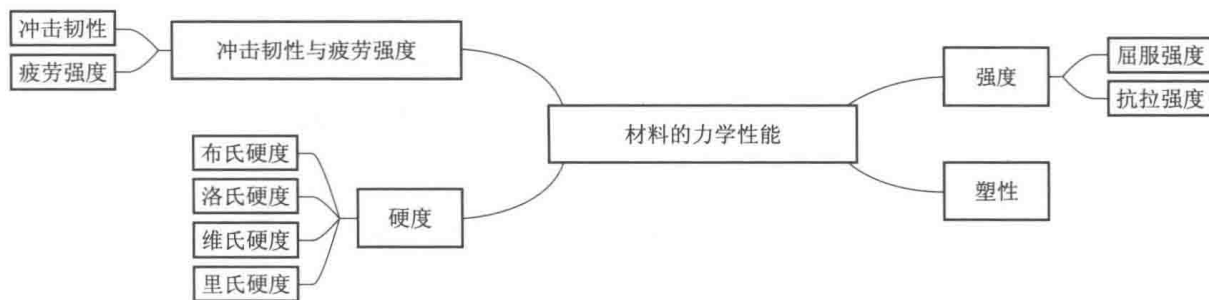 冲击韧性
疲劳强度
冲击韧性与疲劳强度
布氏硬度
洛氏硬度
维氏硬度
里氏硬度
硬度
材料的力学性能
强度
屈服强度
抗拉强度
塑性